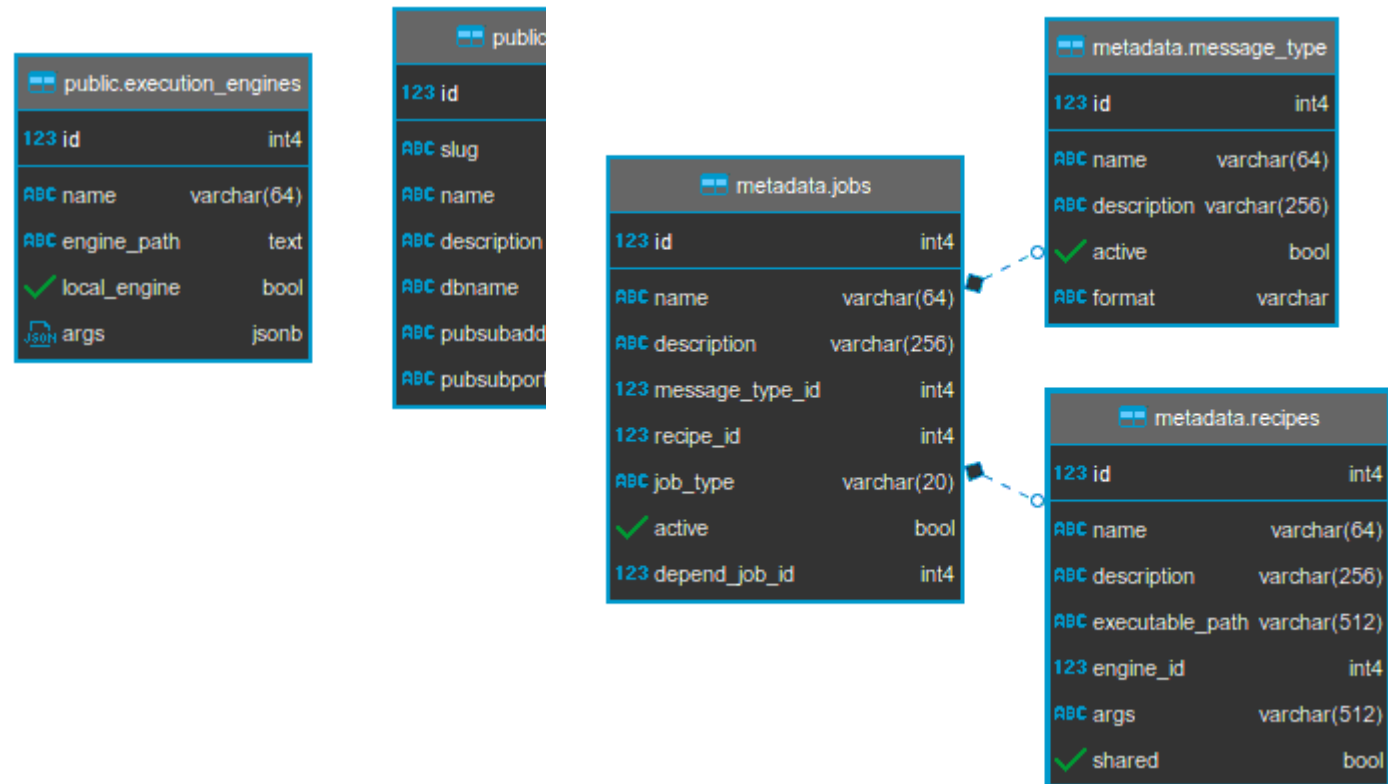 public.execution_engines
123 id int4
ABC name varchar(64)
ABC engine_path text
local_engine bool
JSON args jsonb
public
123 id
ABC slug
ABC name
ABC description
ABC dbname
ABC pubsubadd
ABC pubsubport
metadata.jobs
123 id int4
ABC name varchar(64)
ABC description varchar(256)
123 message_type_id int4
123 recipe_id int4
ABC job_type varchar(20)
active bool
123 depend_job_id int4
metadata.message_type
123 id int4
ABC name varchar(64)
ABC description varchar(256)
active bool
ABC format varchar
metadata.recipes
123 id int4
ABC name varchar(64)
ABC description varchar(256)
ABC executable_path varchar(512)
123 engine_id int4
ABC args varchar(512)
shared bool